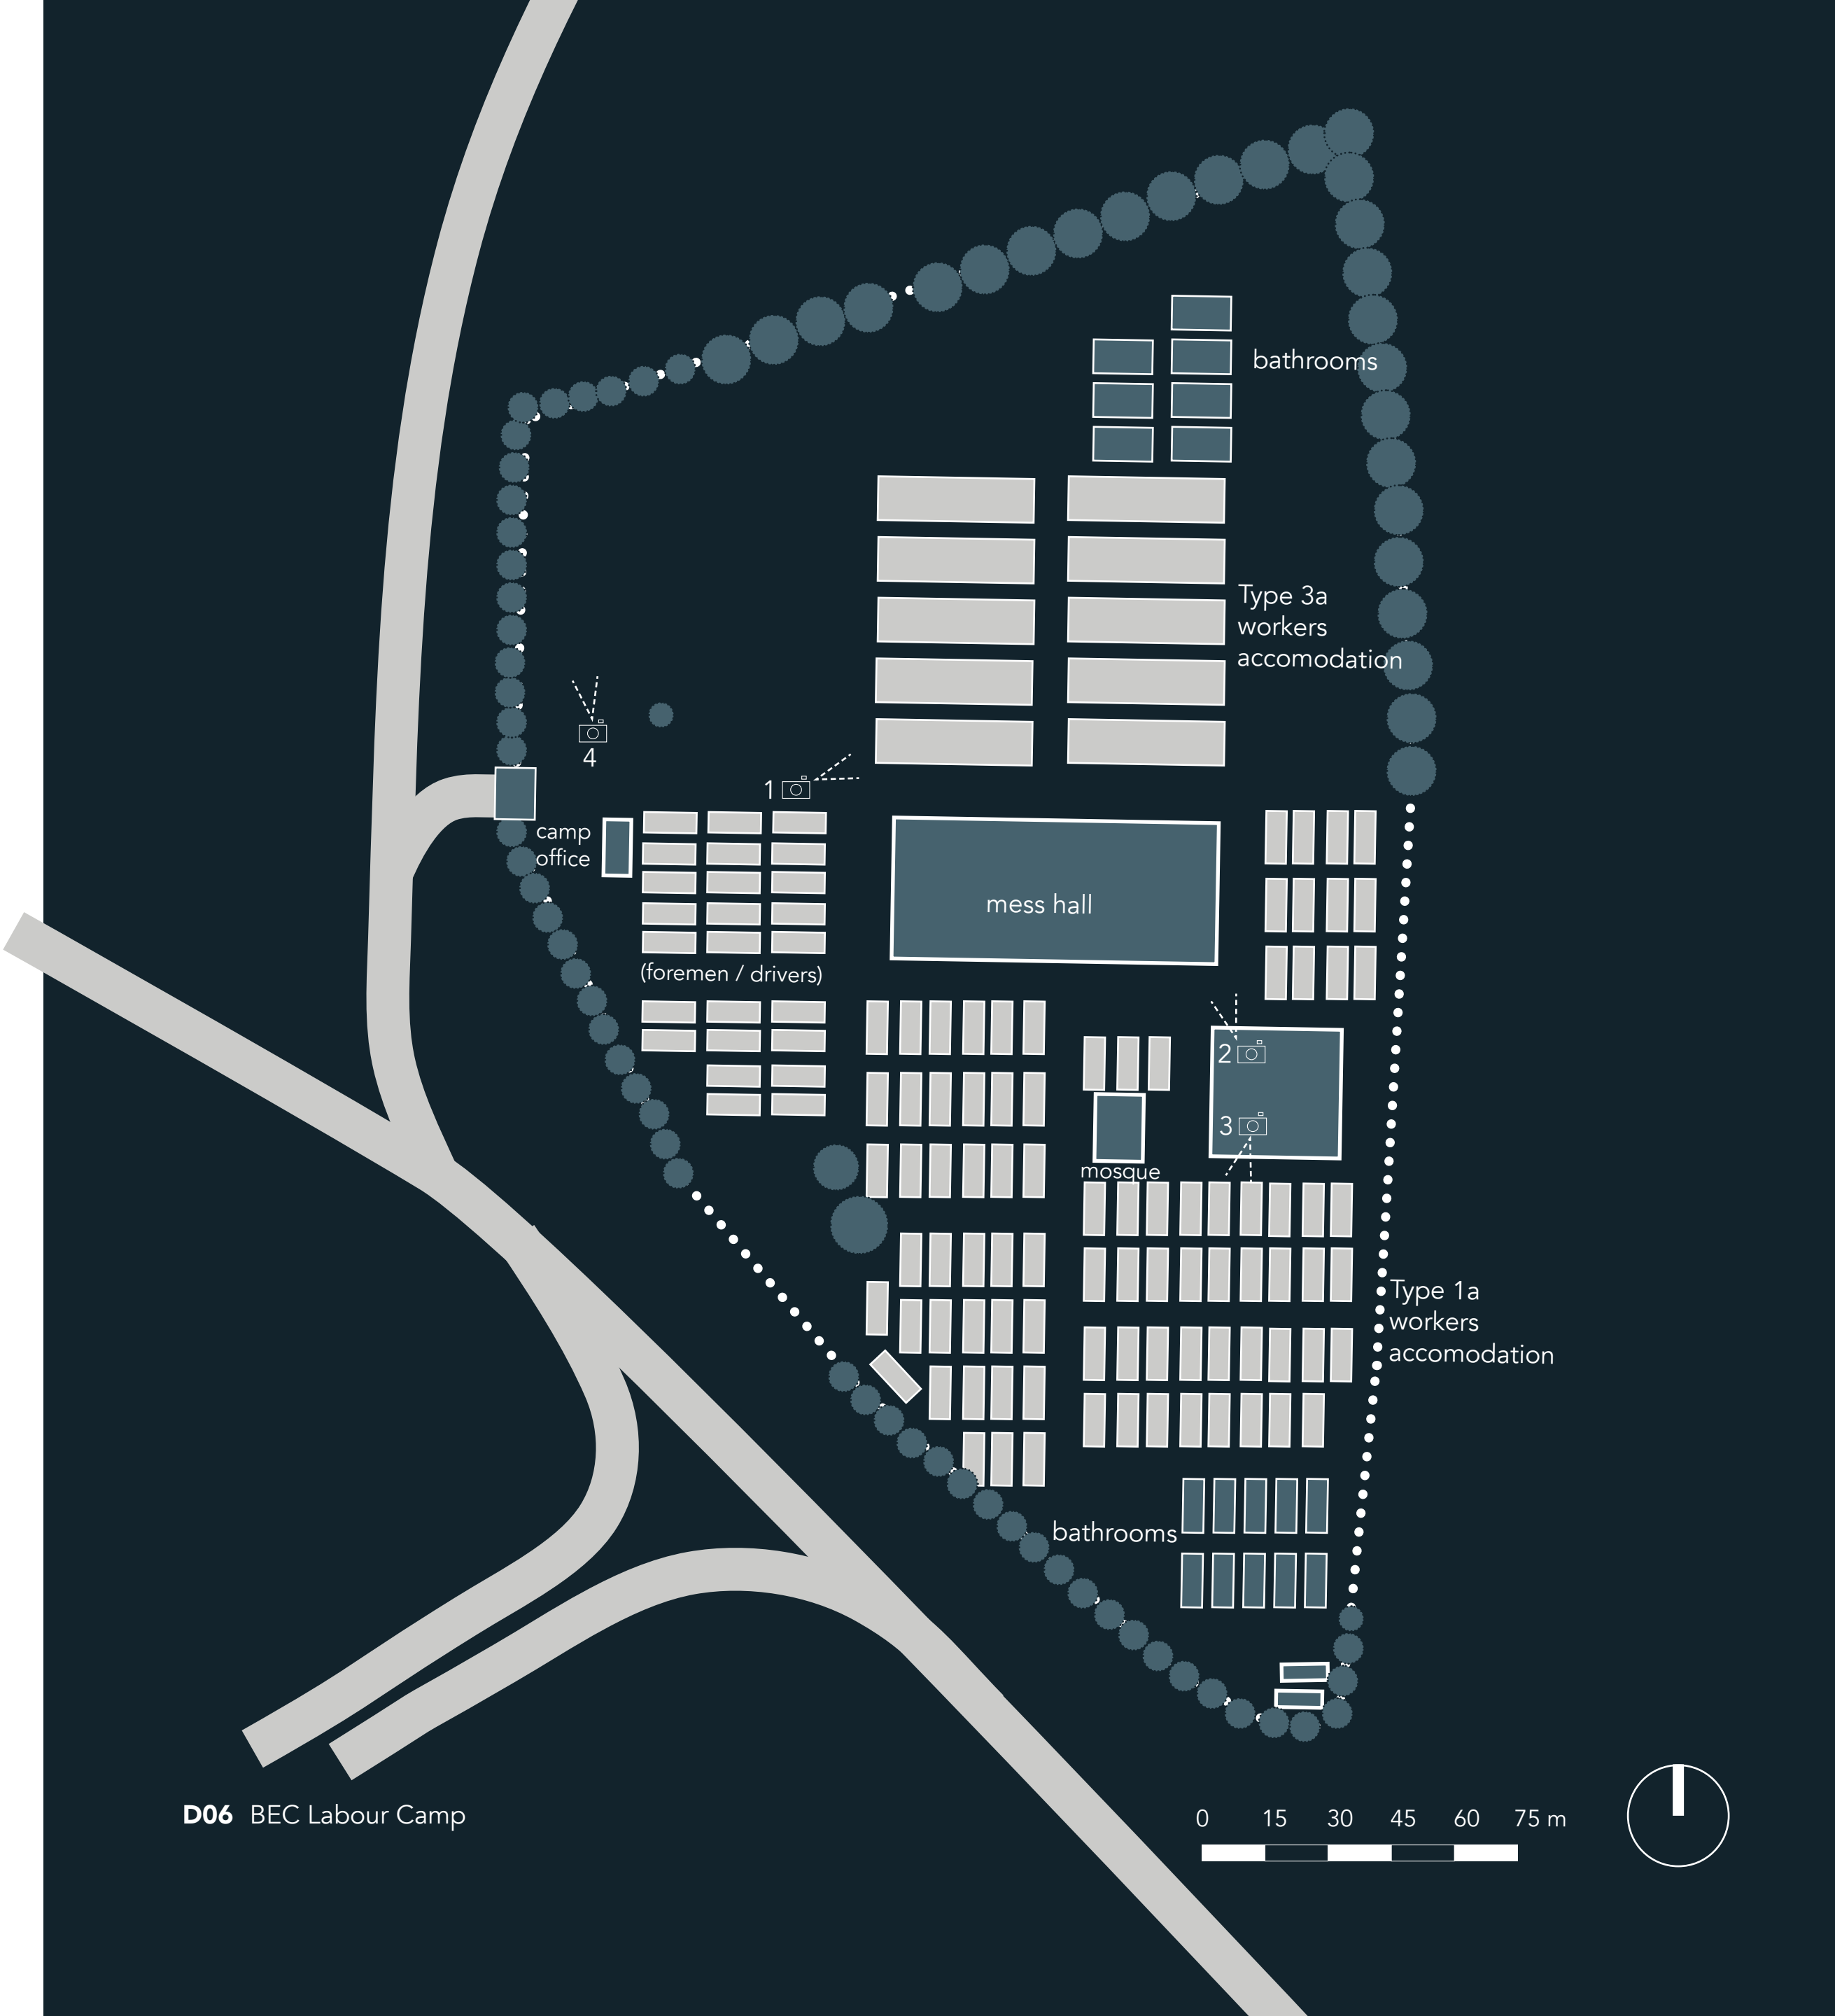 bathrooms
Type 3a
workers
accomodation
4
1
camp
office
mess hall
(foremen / drivers)
2
3
mosque
Type 1a
workers
accomodation
bathrooms
D06 BEC Labour Camp
0 15 30 45 60 75 m